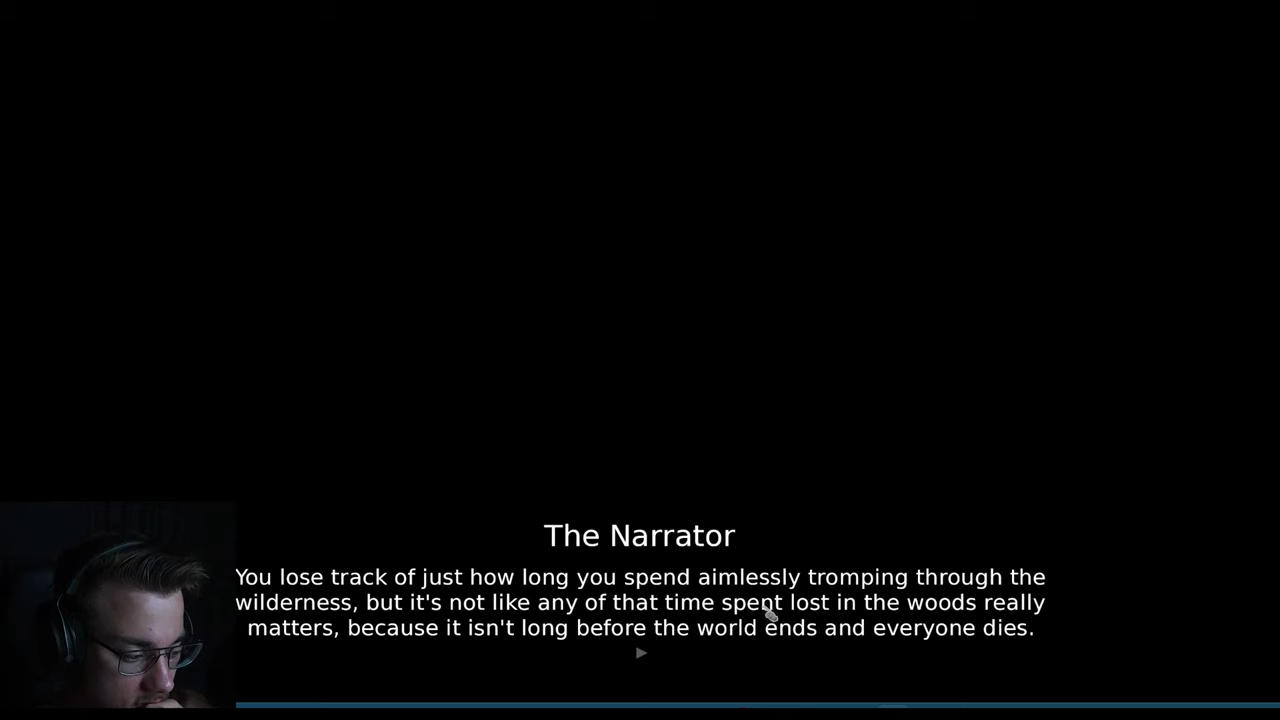 The Narrator
You lose track of just how long you spend aimlessly tromping through the
wilderness, but it's not like any of that time spent lost in the woods really
matters, because it isn't long before the world ends and everyone dies.